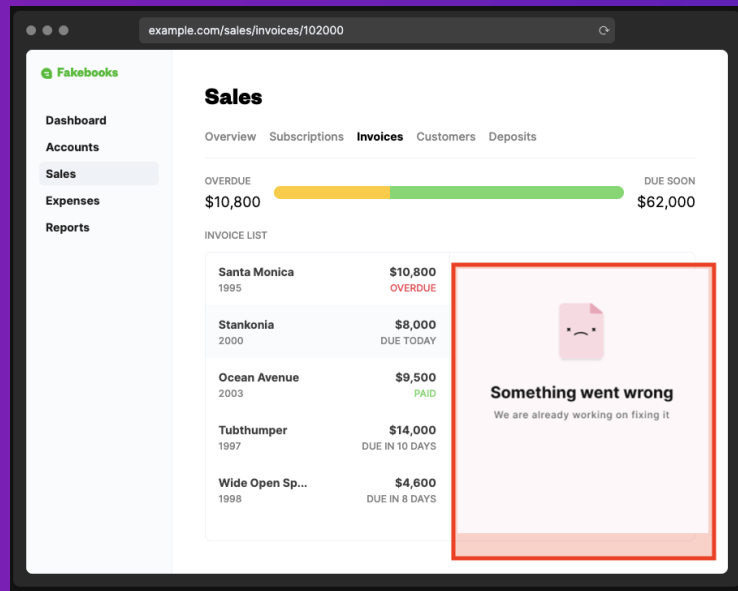 example.com/sales/invoices/102000
Fakebooks
Dashboard
Accounts
Sales
Expenses
Reports
Sales
Overview Subscriptions Invoices Customers Deposits
OVERDUE
$10,800
DUE SOON
$62,000
INVOICE LIST
Santa Monica $10,800
1995 OVERDUE
Stankonia $8,000
2000 DUE TODAY
Ocean Avenue $9,500
2003 PAID
Tubthumper $14,000
1997 DUE IN 10 DAYS
Wide Open Sp... $4,600
1998 DUE IN 8 DAYS
Something went wrong
We are already working on fixing it